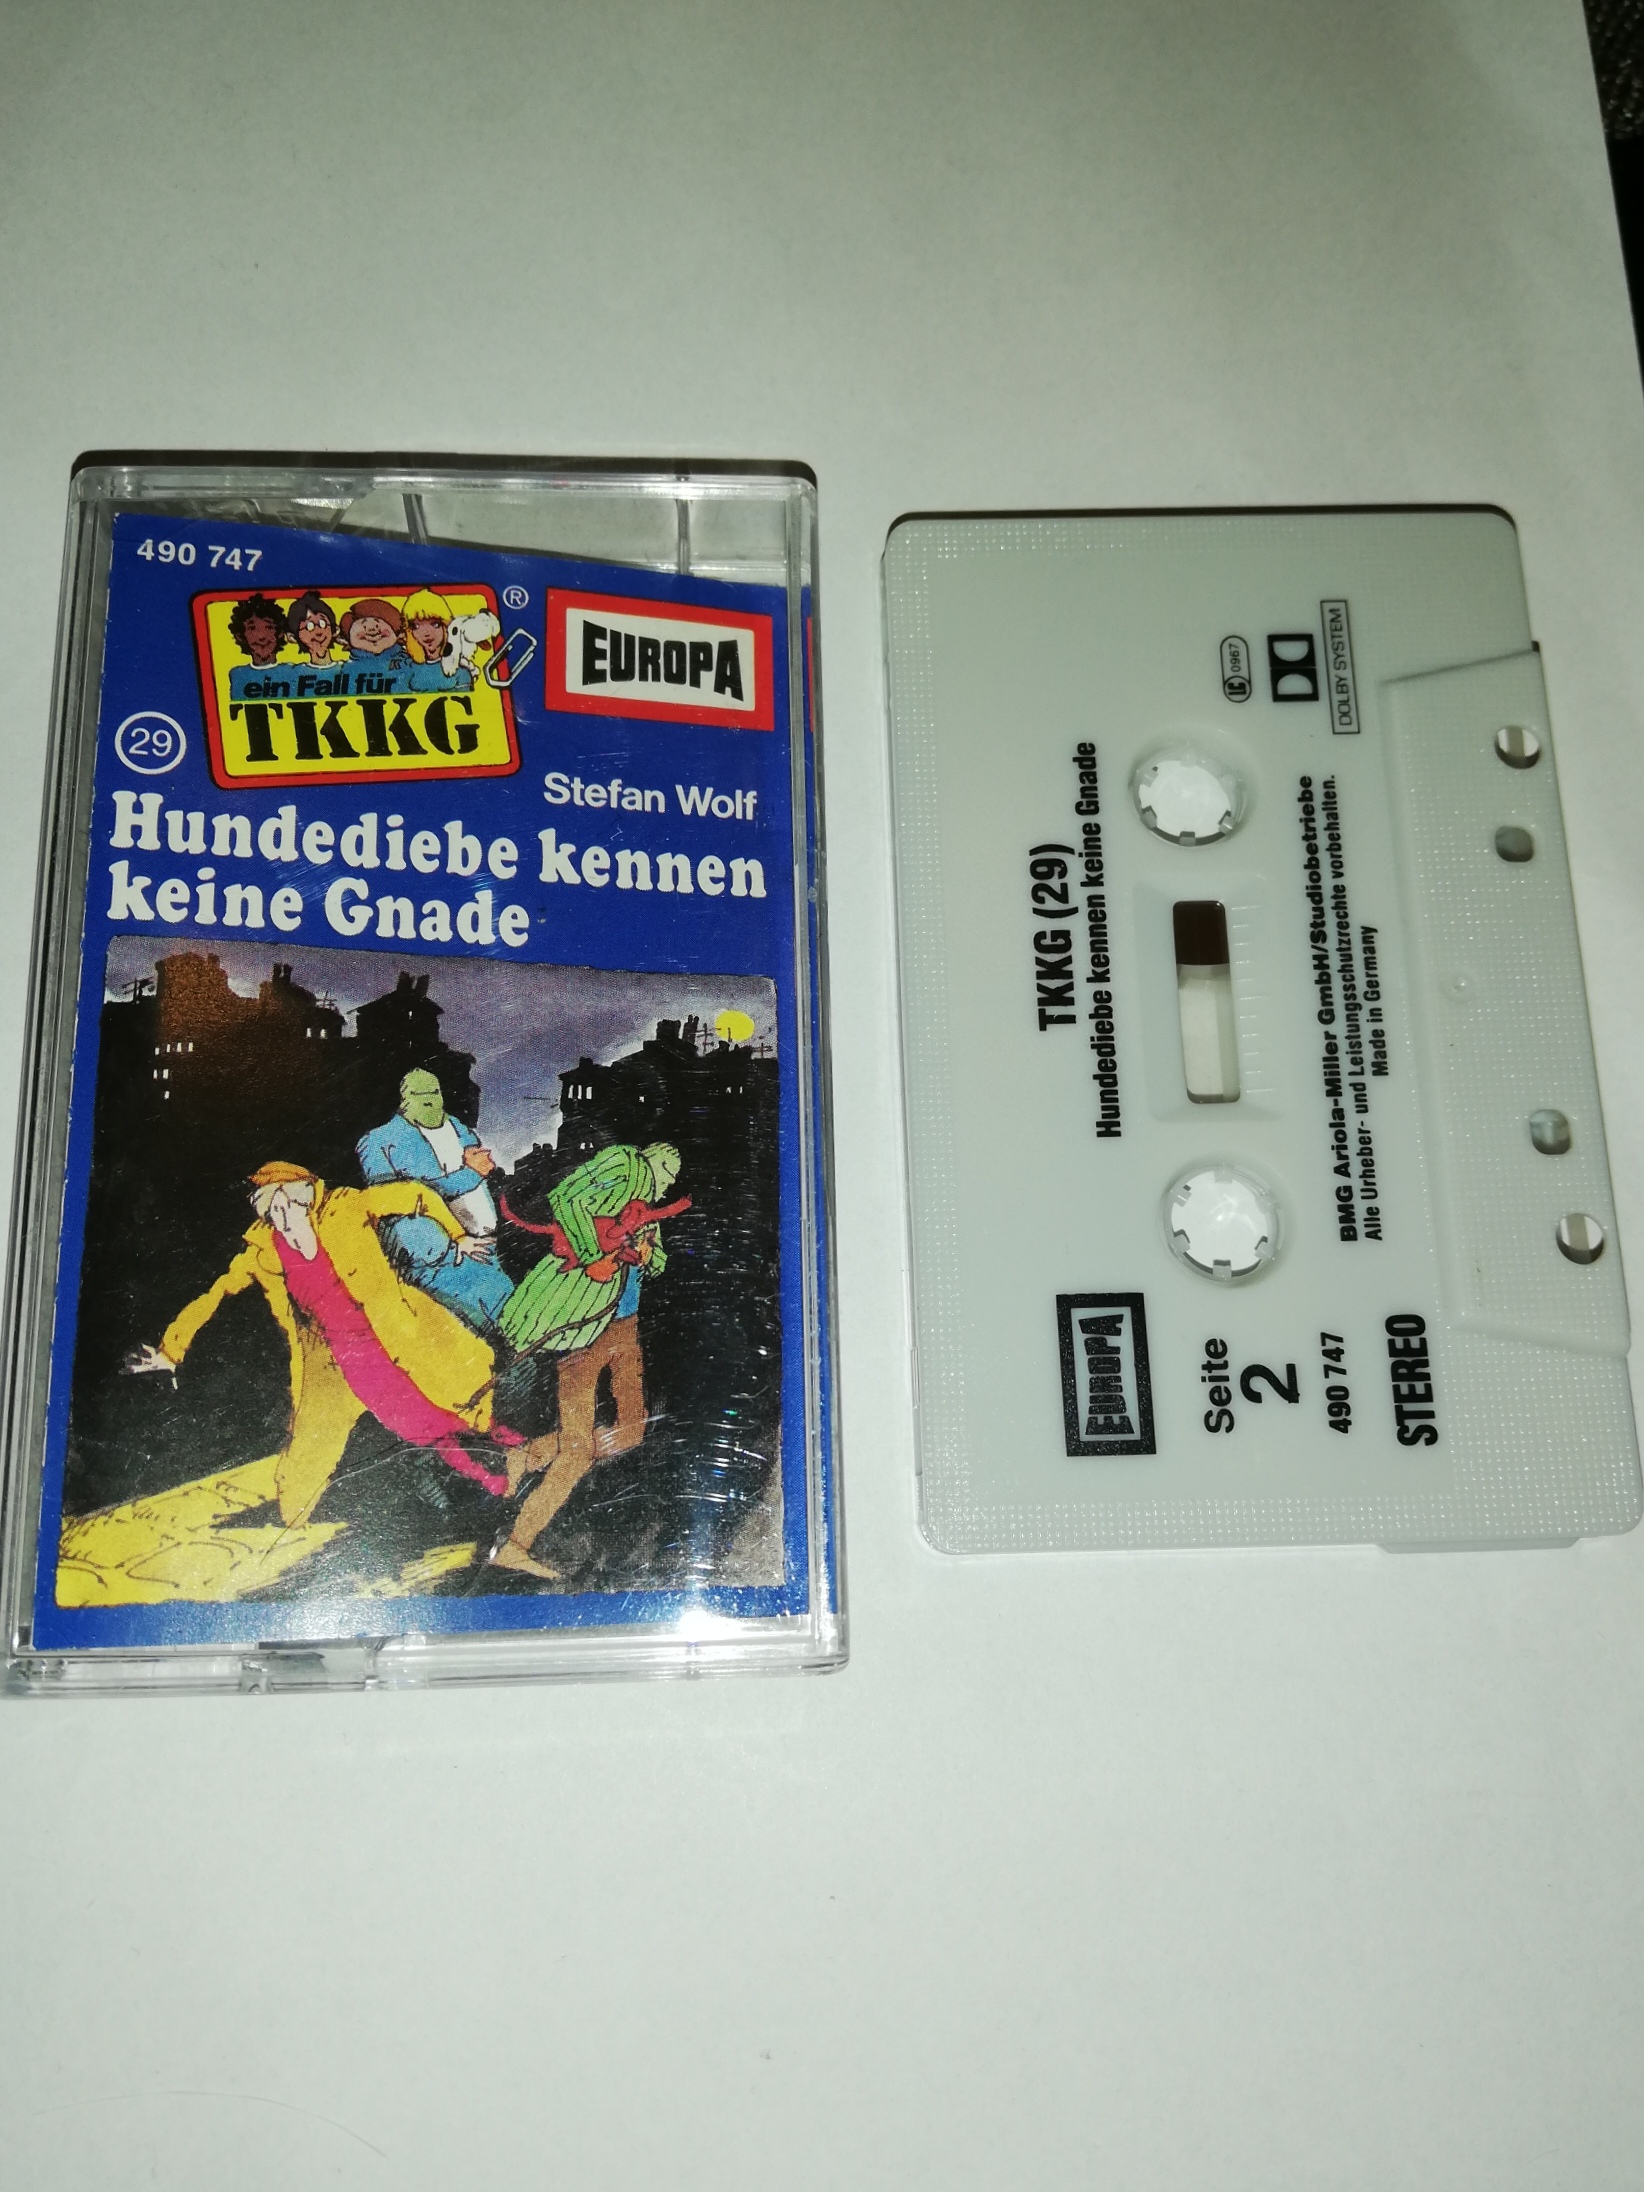 490 747
®
ein Fall für
TKKG
EUROPA
29
Stefan Wolf
Hundediebe kennen
keine Gnade
TKKG (29)
Hundediebe kennen keine Gnade
LC 0967
DOLBY SYSTEM
EUROPA
Seite
2
490 747
STEREO
BMG Ariola-Miller GmbH/Studiobetriebe
Alle Urheber- und Leistungsschutzrechte vorbehalten.
Made in Germany